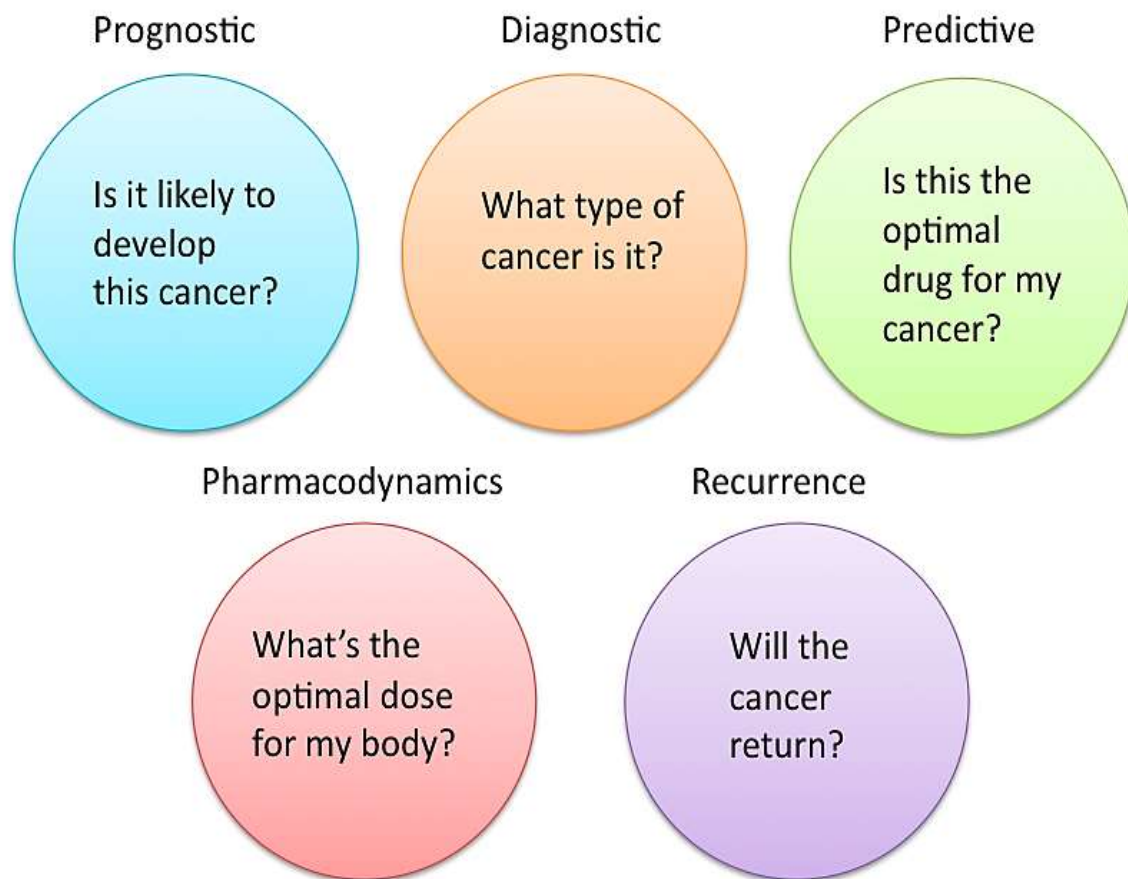 Prognostic
Diagnostic
Predictive
Is it likely to
develop
this cancer?
What type of
cancer is it?
Is this the
optimal
drug for my
cancer?
Pharmacodynamics
Recurrence
What’s the
optimal dose
for my body?
Will the
cancer
return?